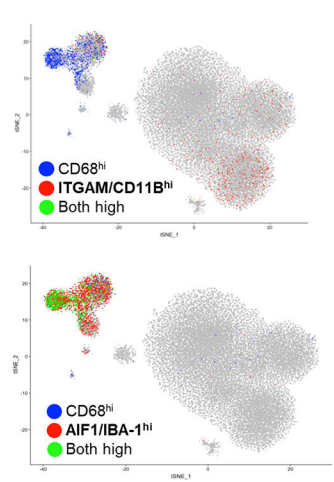 20
10
0
-10
-20
tSNE_2
CD68hi
ITGAM/CD11Bhi
Both high
-40
-20
0
20
tSNE_1
20
10
0
-10
-20
tSNE_2
CD68hi
AIF1/IBA-1hi
Both high
-40
-20
0
20
tSNE_1